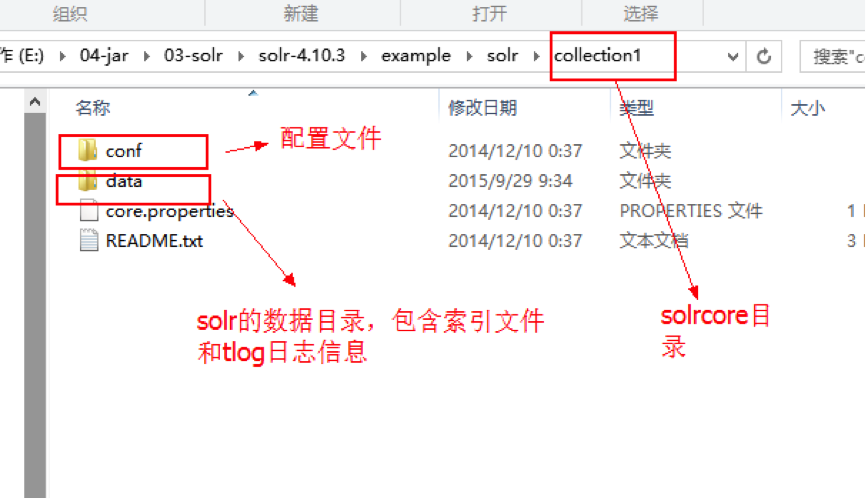 组织 新建 打开 选择
作 (E:) 04-jar 03-solr solr-4.10.3 example solr collection1 搜索"c
名称 修改日期 类型 大小
conf 配置文件 2014/12/10 0:37 文件夹
data 2015/9/29 9:34 文件夹
core.properties 2014/12/10 0:37 PROPERTIES 文件 1
README.txt 2014/12/10 0:37 文本文档 3
solr的数据目录，包含索引文件
和tlog日志信息
solrcore目
录